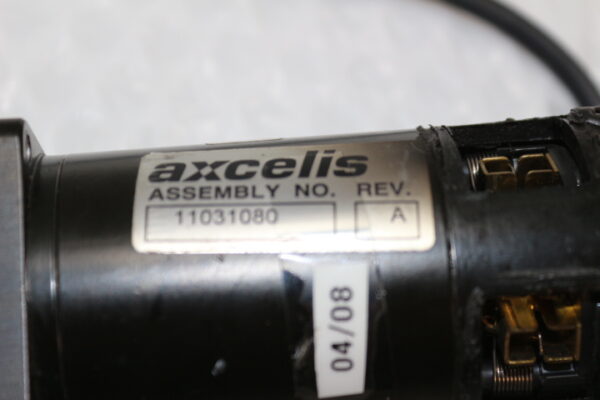 axcelis
ASSEMBLY NO. REV.
11031080 A
04/08